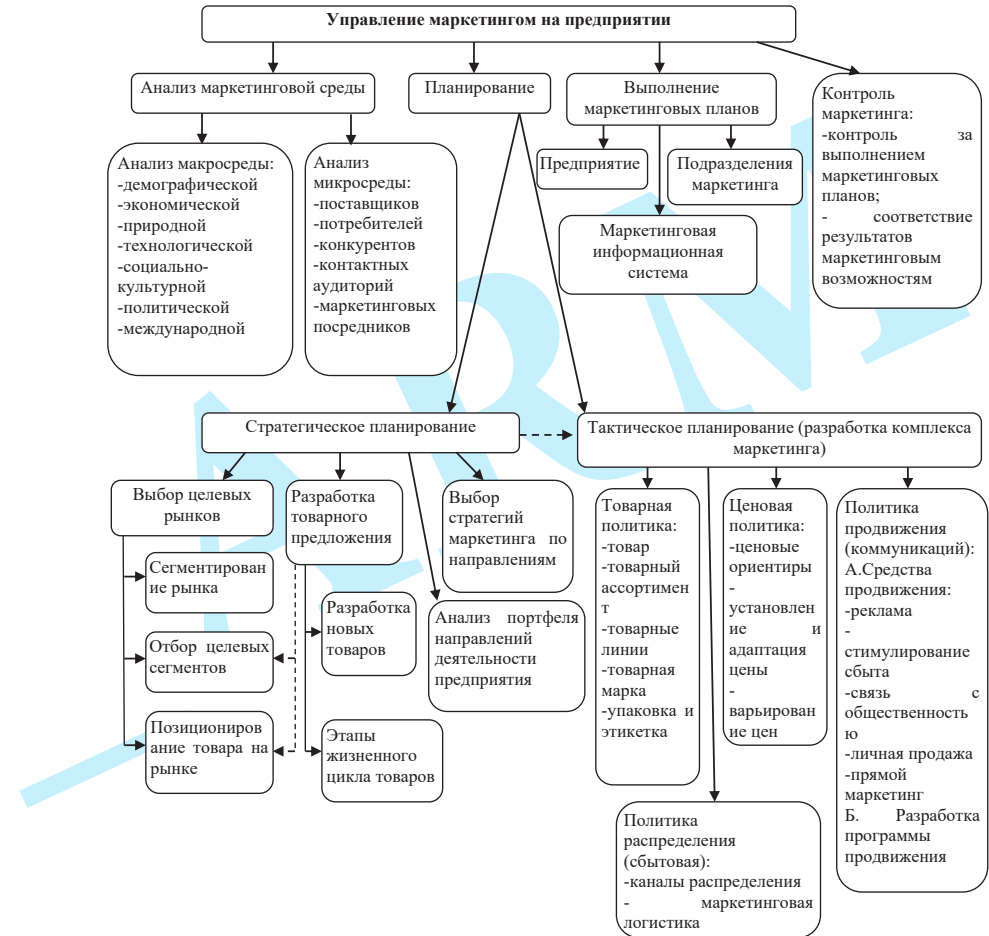 Управление маркетингом на предприятии
Анализ маркетинговой среды
Планирование
Выполнение
маркетинговых планов
Контроль
маркетинга:
-контроль за
выполнением
маркетинговых
планов;
- соответствие
результатов
маркетинговым
возможностям
Анализ макросреды:
-демографической
-экономической
-природной
-технологической
-социально-
культурной
-политической
-международной
Анализ
микросреды:
-поставщиков
-потребителей
-конкурентов
-контактных
аудиторий
-маркетинговых
посредников
Предприятие
Подразделения
маркетинга
Маркетинговая
информационная
система
Стратегическое планирование
Тактическое планирование (разработка комплекса
маркетинга)
Выбор целевых
рынков
Разработка
товарного
предложения
Выбор
стратегий
маркетинга по
направлениям
Сегментирован
ие рынка
Отбор целевых
сегментов
Позициониров
ание товара на
рынке
Разработка
новых
товаров
Этапы
жизненного
цикла товаров
Анализ портфеля
направлений
деятельности
предприятия
Товарная
политика:
-товар
-товарный
ассортимен
т
-товарные
линии
-товарная
марка
-упаковка и
этикетка
Ценовая
политика:
-ценовые
ориентиры
-
установлен
ие и
адаптация
цены
-
варьирован
ие цен
Политика
продвижения
(коммуникаций):
А.Средства
продвижения:
-реклама
-
стимулирование
сбыта
-связь с
общественность
ю
-личная продажа
-прямой
маркетинг
Б. Разработка
программы
продвижения
Политика
распределения
(сбытовая):
-каналы распределения
- маркетинговая
логистика